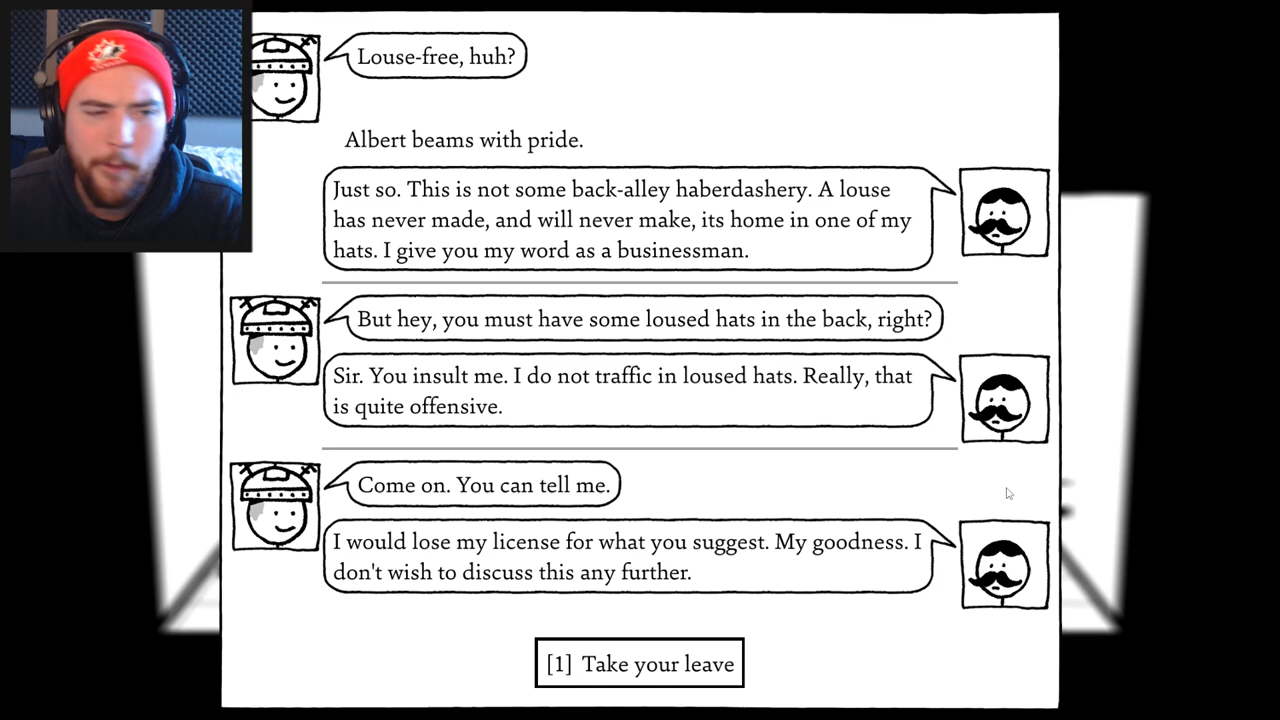 Louse-free, huh?
Albert beams with pride.
Just so. This is not some back-alley haberdashery. A louse
has never made, and will never make, its home in one of my
hats. I give you my word as a businessman.
But hey, you must have some loused hats in the back, right?
Sir. You insult me. I do not traffic in loused hats. Really, that
is quite offensive.
Come on. You can tell me.
I would lose my license for what you suggest. My goodness. I
don't wish to discuss this any further.
[1] Take your leave